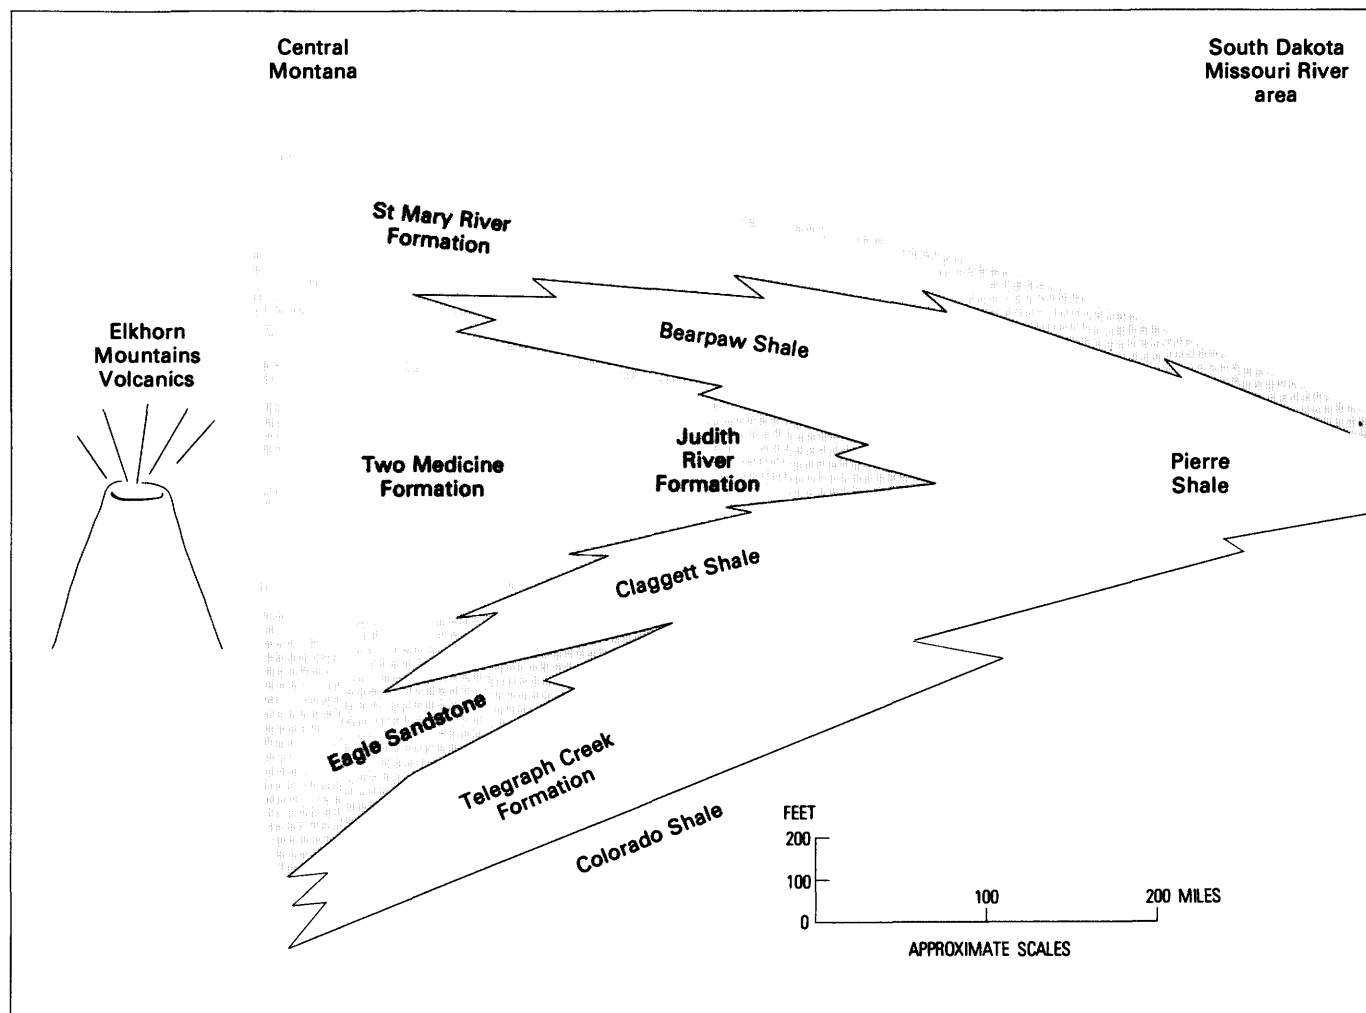 Central
Montana
South Dakota
Missouri River
area
St Mary River
Formation
Elkhorn
Mountains
Volcanics
Bearpaw Shale
Two Medicine
Formation
Judith
River
Formation
Pierre
Shale
Claggett Shale
Eagle Sandstone
Telegraph Creek
Formation
Colorado Shale
FEET
200
100
0
100
200 MILES
APPROXIMATE SCALES